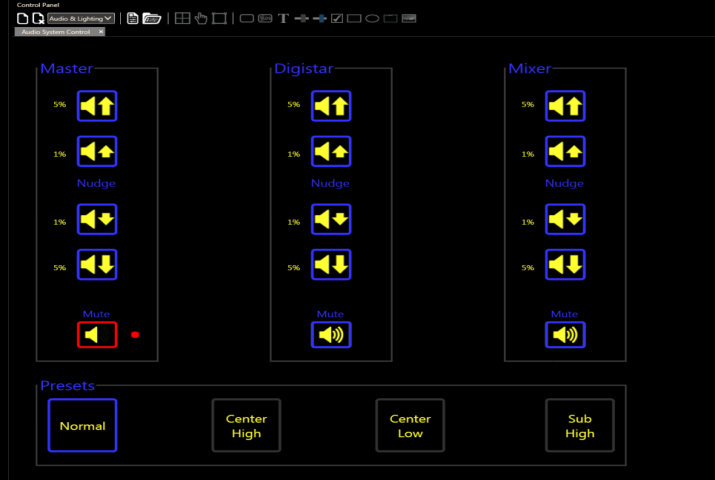 Control Panel
Audio & Lighting
T
Audio System Control ×
Master Digistar Mixer
5% 5% 5%
1% 1% 1%
Nudge Nudge Nudge
1% 1% 1%
5% 5% 5%
Mute Mute Mute
Presets
Normal
Center
High
Center
Low
Sub
High